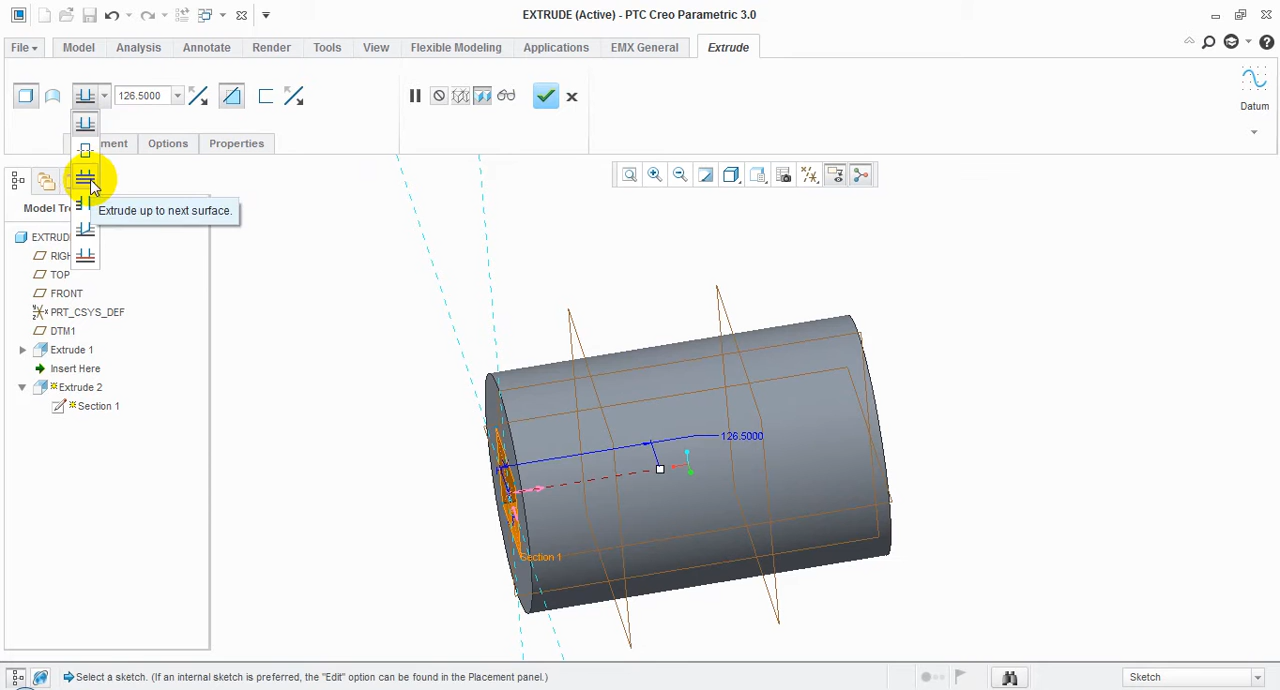 EXTRUDE (Active) - PTC Creo Parametric 3.0
File Model Analysis Annotate Render Tools View Flexible Modeling Applications EMX General Extrude
126.5000
Datum
ment Options Properties
Model Tre
Extrude up to next surface.
EXTRUD
RIG
TOP
FRONT
PRT_CSYS_DEF
DTM1
Extrude 1
Insert Here
Extrude 2
Section 1
126.5000
Section 1
Select a sketch. (If an internal sketch is preferred, the "Edit" option can be found in the Placement panel.)
Sketch